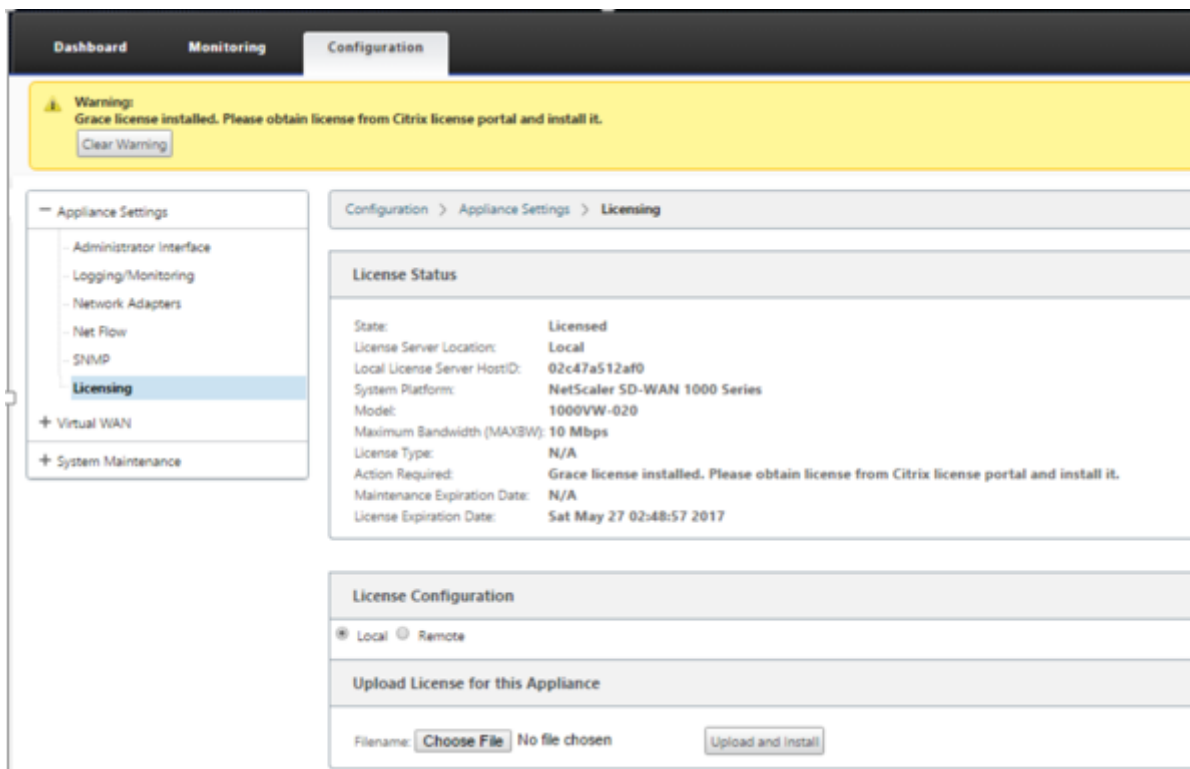 Dashboard Monitoring Configuration
Warning:
Grace license installed. Please obtain license from Citrix license portal and install it.
Clear Warning
Appliance Settings
Administrator Interface
Logging/Monitoring
Network Adapters
Net Flow
SNMP
Licensing
Virtual WAN
System Maintenance
Configuration > Appliance Settings > Licensing
License Status
State: Licensed
License Server Location: Local
Local License Server HostID: 02c47a512af0
System Platform: NetScaler SD-WAN 1000 Series
Model: 1000VW-020
Maximum Bandwidth (MAXBW): 10 Mbps
License Type: N/A
Action Required: Grace license installed. Please obtain license from Citrix license portal and install it.
Maintenance Expiration Date: N/A
License Expiration Date: Sat May 27 02:48:57 2017
License Configuration
Local Remote
Upload License for this Appliance
Filename: Choose File No file chosen Upload and Install